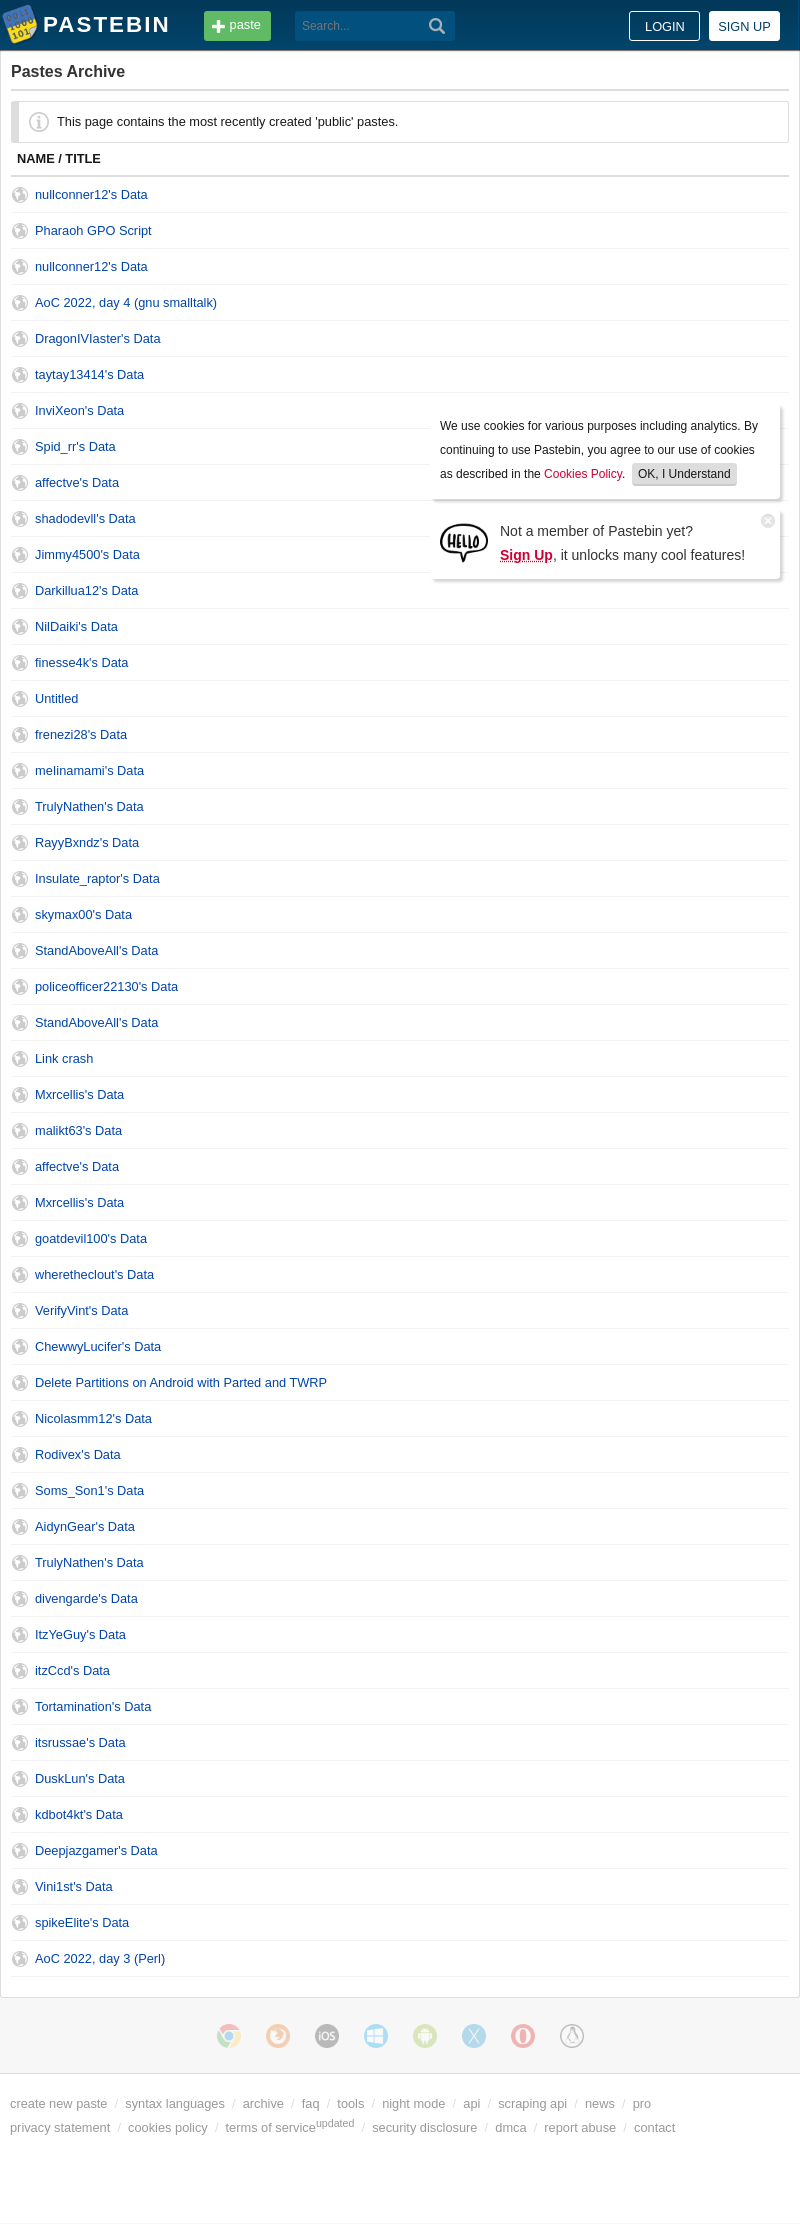 PASTEBIN paste Search... LOGIN SIGN UP
Pastes Archive
This page contains the most recently created 'public' pastes.
NAME / TITLE
nullconner12's Data
Pharaoh GPO Script
nullconner12's Data
AoC 2022, day 4 (gnu smalltalk)
DragonIVIaster's Data
taytay13414's Data
InviXeon's Data
Spid_rr's Data
affectve's Data
shadodevll's Data
Jimmy4500's Data
Darkillua12's Data
We use cookies for various purposes including analytics. By
continuing to use Pastebin, you agree to our use of cookies
as described in the Cookies Policy. OK, I Understand
HELLO
Not a member of Pastebin yet?
Sign Up, it unlocks many cool features!
NilDaiki's Data
finesse4k's Data
Untitled
frenezi28's Data
meIinamami's Data
TrulyNathen's Data
RayyBxndz's Data
Insulate_raptor's Data
skymax00's Data
StandAboveAll's Data
policeofficer22130's Data
StandAboveAll's Data
Link crash
Mxrcellis's Data
malikt63's Data
affectve's Data
Mxrcellis's Data
goatdevil100's Data
wheretheclout's Data
VerifyVint's Data
ChewwyLucifer's Data
Delete Partitions on Android with Parted and TWRP
Nicolasmm12's Data
Rodivex's Data
Soms_Son1's Data
AidynGear's Data
TrulyNathen's Data
divengarde's Data
ItzYeGuy's Data
itzCcd's Data
Tortamination's Data
itsrussae's Data
DuskLun's Data
kdbot4kt's Data
Deepjazgamer's Data
Vini1st's Data
spikeElite's Data
AoC 2022, day 3 (Perl)
iOS
create new paste / syntax languages / archive / faq / tools / night mode / api / scraping api / news / pro
privacy statement / cookies policy / terms of serviceupdated / security disclosure / dmca / report abuse / contact